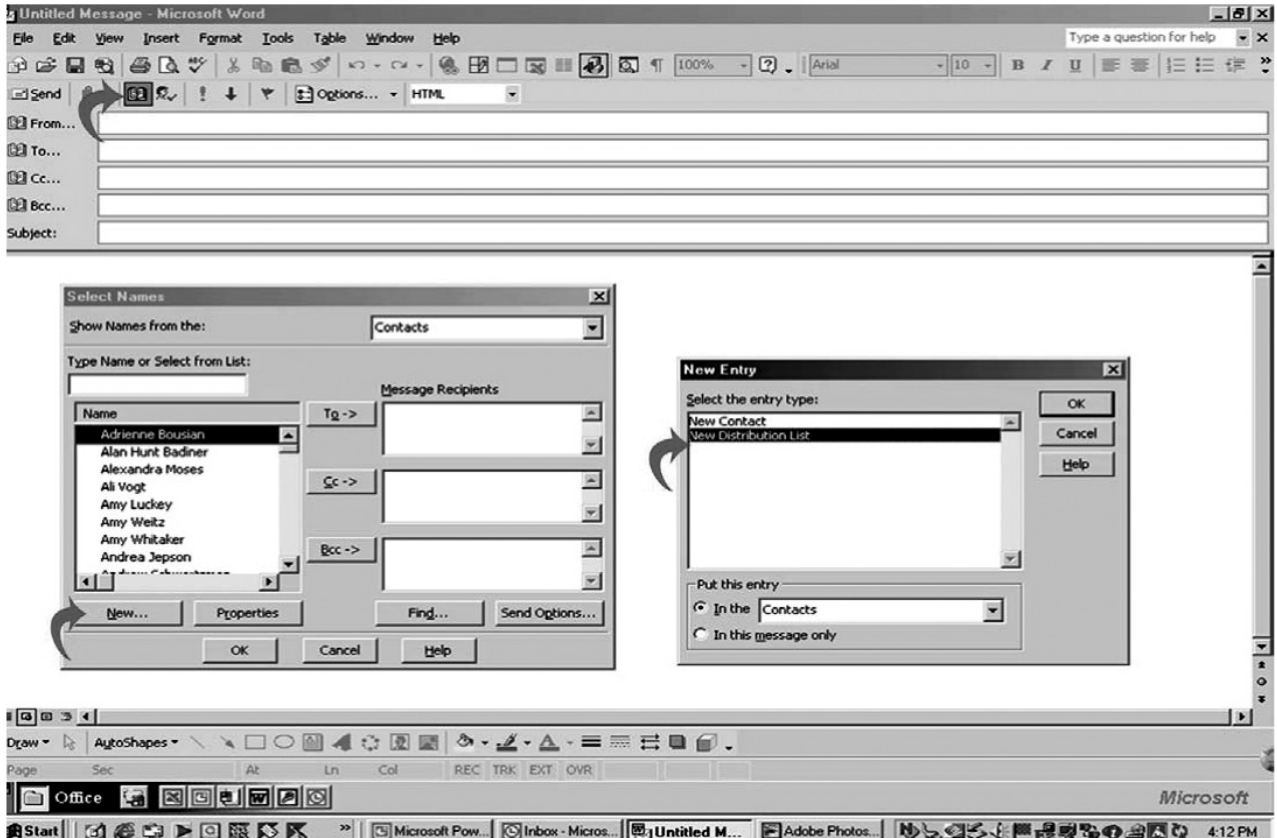 Untitled Message - Microsoft Word
File Edit View Insert Format Tools Table Window Help
Type a question for help
100% Arial 10 B I U
Send Options... HTML
From...
To...
Cc...
Bcc...
Subject:
Select Names
Show Names from the: Contacts
Type Name or Select from List:
Message Recipients
Name
To ->
Adrienne Bousian
Alan Hunt Badiner
Alexandra Moses
Ali Vogt
Cc ->
Amy Luckey
Amy Weitz
Amy Whitaker
Bcc ->
Andrea Jepson
New... Properties Find... Send Options...
OK Cancel Help
New Entry
Select the entry type:
New Contact
New Distribution List
OK
Cancel
Help
Put this entry
In the Contacts
In this message only
Draw AutoShapes
Page Sec At Ln Col REC TRK EXT OVR
Office Microsoft
Start Microsoft Pow... Inbox - Micros... Untitled M... Adobe Photos... 4:12 PM